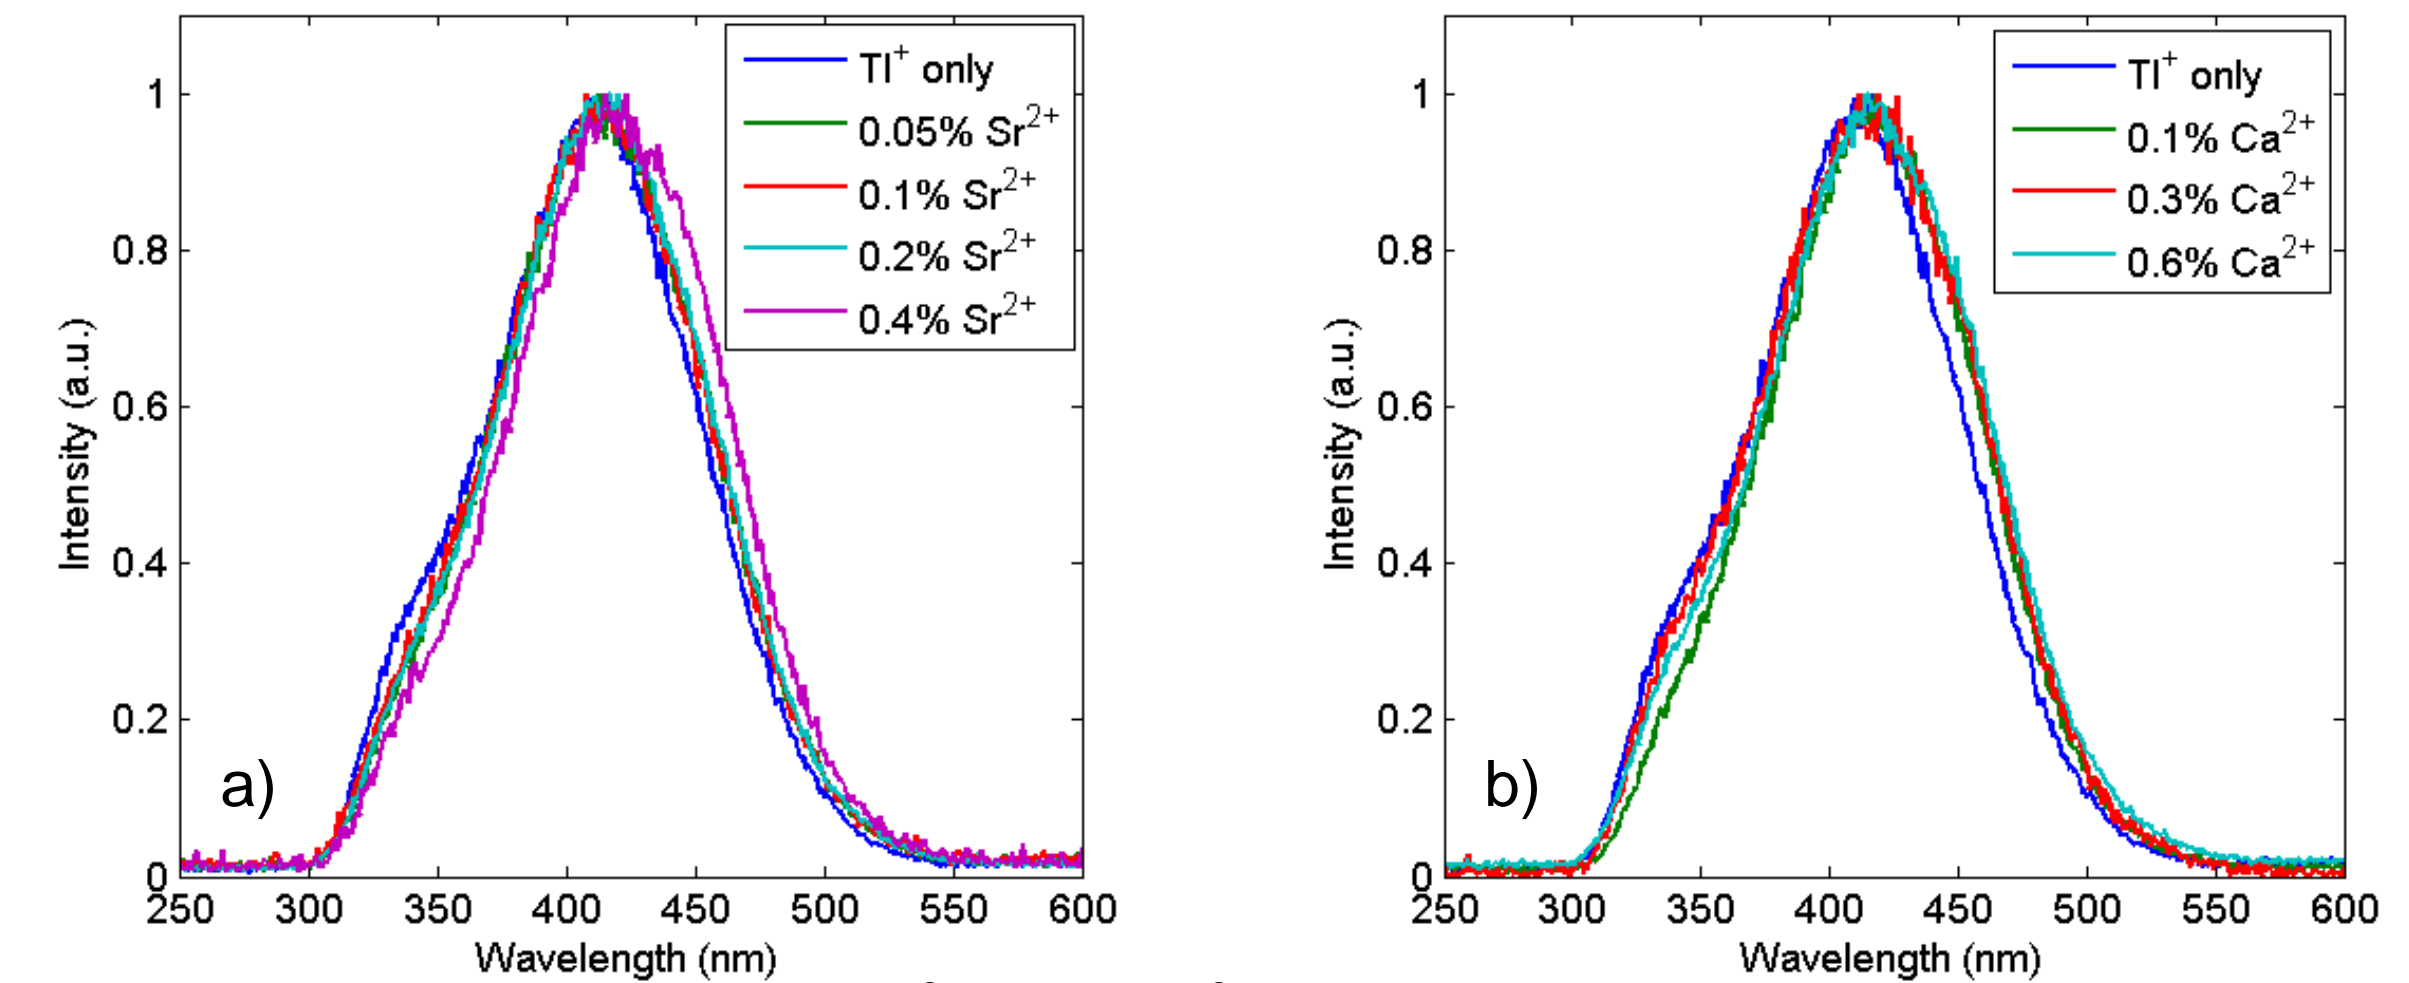 Tl+ only
0.05% Sr2+
0.1% Sr2+
0.2% Sr2+
0.4% Sr2+
1
0.8
0.6
0.4
0.2
0
Intensity (a.u.)
a)
250 300 350 400 450 500 550 600
Wavelength (nm)
Tl+ only
0.1% Ca2+
0.3% Ca2+
0.6% Ca2+
1
0.8
0.6
0.4
0.2
0
Intensity (a.u.)
b)
250 300 350 400 450 500 550 600
Wavelength (nm)